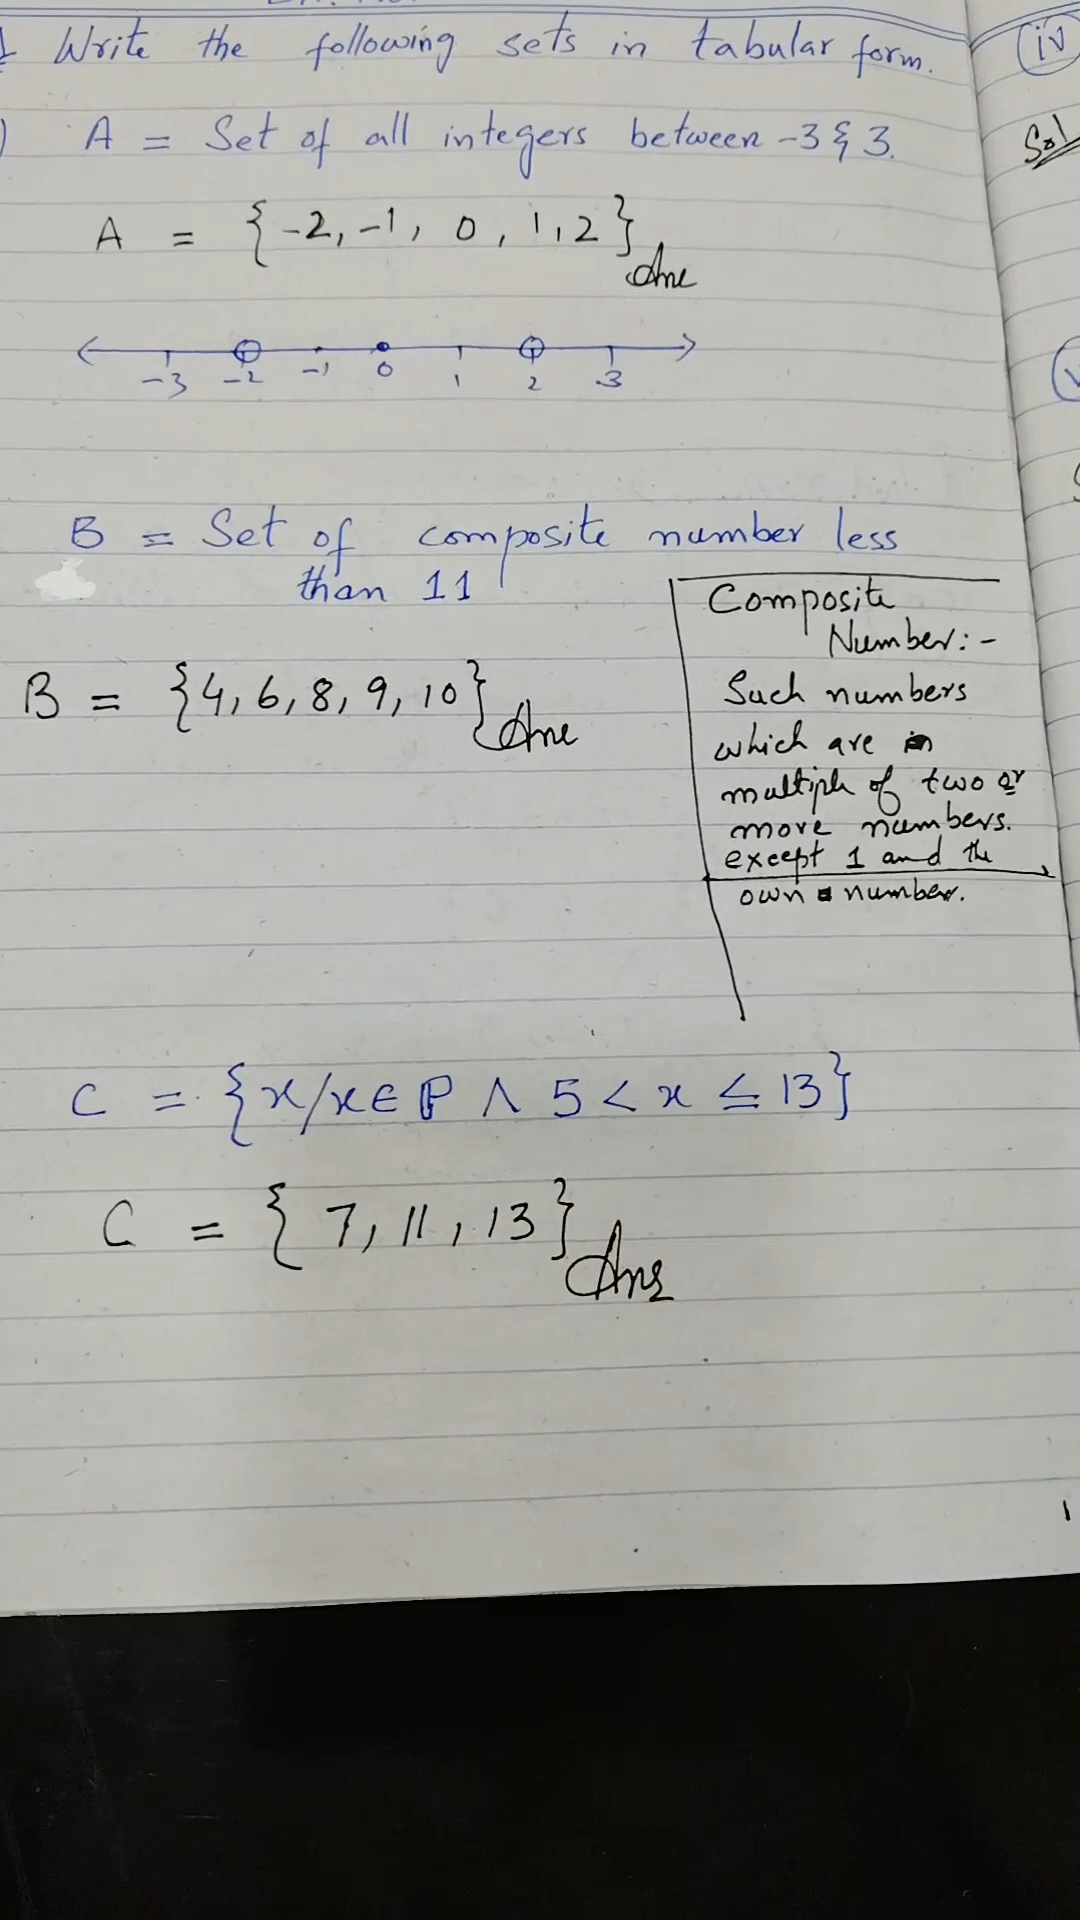 Write the following sets in tabular form.
A = Set of all integers between -3 & 3.
A = {-2, -1, 0, 1, 2} Ans
-3 -2 -1 0 1 2 3
B = Set of composite number less
than 11
B = {4, 6, 8, 9, 10} Ans
Composite
Number:-
Such numbers
which are
multiple of two or
more numbers.
except 1 and the
own number.
C = {x/x∈P ∧ 5 < x ≤ 13}
C = {7, 11, 13} Ans
iv
Sol